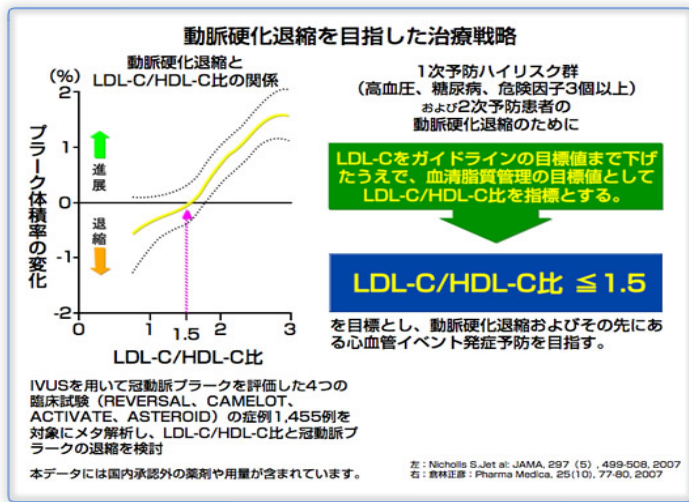 動脈硬化退縮を目指した治療戦略
動脈硬化退縮と
LDL-C/HDL-C比の関係
(%)
2
1
0
-1
-2
プラーク体積率の変化
進展
退縮
0
1
1.5
2
3
LDL-C/HDL-C比
IVUSを用いて冠動脈プラークを評価した4つの
臨床試験(REVERSAL、CAMELOT、
ACTIVATE、ASTEROID)の症例1,455例を
対象にメタ解析し、LDL-C/HDL-C比と冠動脈プ
ラークの退縮を検討
本データには国内承認外の薬剤や用量が含まれています。
1次予防ハイリスク群
(高血圧、糖尿病、危険因子3個以上)
および2次予防患者の
動脈硬化退縮のために
LDL-Cをガイドラインの目標値まで下げ
たうえで、血清脂質管理の目標値として
LDL-C/HDL-C比を指標とする。
LDL-C/HDL-C比 ≦1.5
を目標とし、動脈硬化退縮およびその先にあ
る心血管イベント発症予防を目指す。
左:Nicholls S.Jet al: JAMA, 297 (5) , 499-508, 2007
右:倉林正彦:Pharma Medica, 25(10), 77-80, 2007